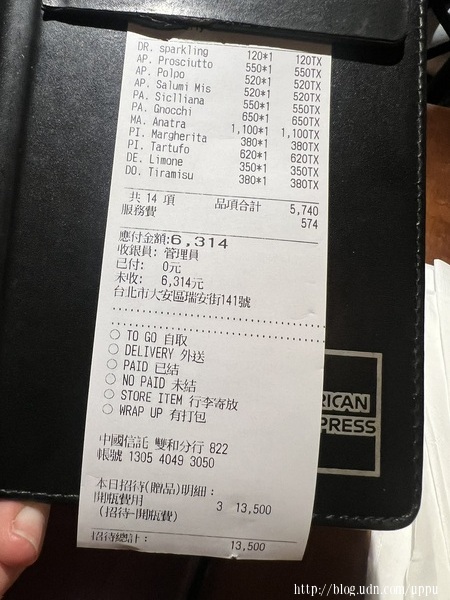 DR. sparkling 120*1 120TX
AP. Prosciutto 550*1 550TX
AP. Polpo 520*1 520TX
AP. Salumi Mis 520*1 520TX
PA. Siclliana 550*1 550TX
PA. Gnocchi 650*1 650TX
MA. Anatra 1,100*1 1,100TX
PI. Margherita 380*1 380TX
PI. Tartufo 620*1 620TX
DE. Limone 350*1 350TX
DO. Tiramisu 380*1 380TX
共 14 項 品項合計 5,740
服務費 574
應付金額:6,314
收銀員: 管理員
已付: 0元
未收: 6,314元
台北市大安區瑞安街141號
○ TO GO 自取
○ DELIVERY 外送
○ PAID 已結
○ NO PAID 未結
○ STORE ITEM 行李寄放
○ WRAP UP 有打包
中國信託 雙和分行 822
帳號 1305 4049 3050
本日招待(贈品)明細:
開瓶費用 3 13,500
(招待-開瓶費)
招待總計: 13,500
RICAN
PRESS
http://blog.udn.com/uppu